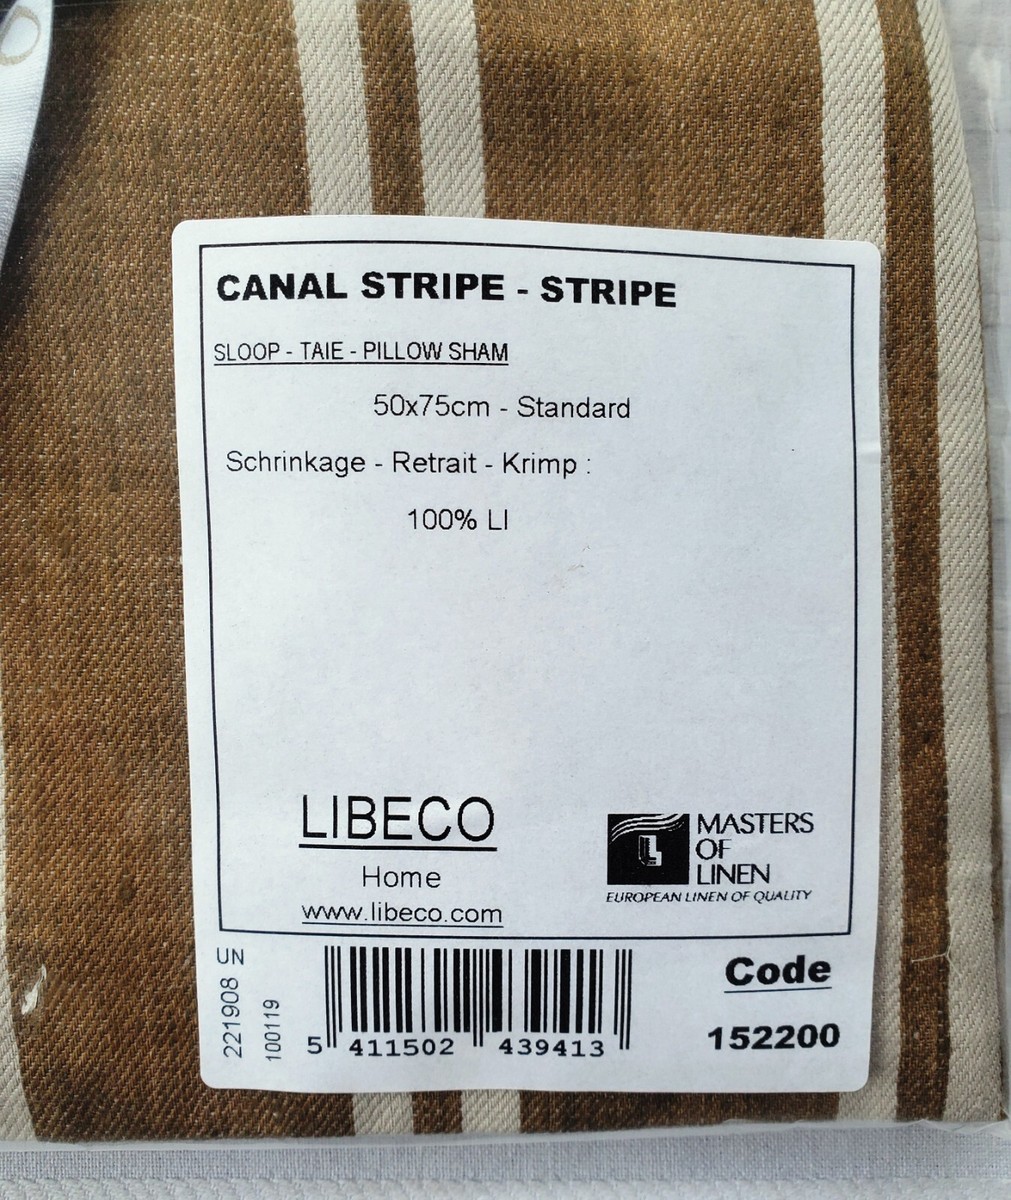 CANAL STRIPE - STRIPE
SLOOP - TAIE - PILLOW SHAM
50x75cm - Standard
Schrinkage - Retrait - Krimp :
100% LI
LIBECO
Home
www.libeco.com
L
MASTERS
OF
LINEN
EUROPEAN LINEN OF QUALITY
UN
221908
100119
5 411502 439413
Code
152200